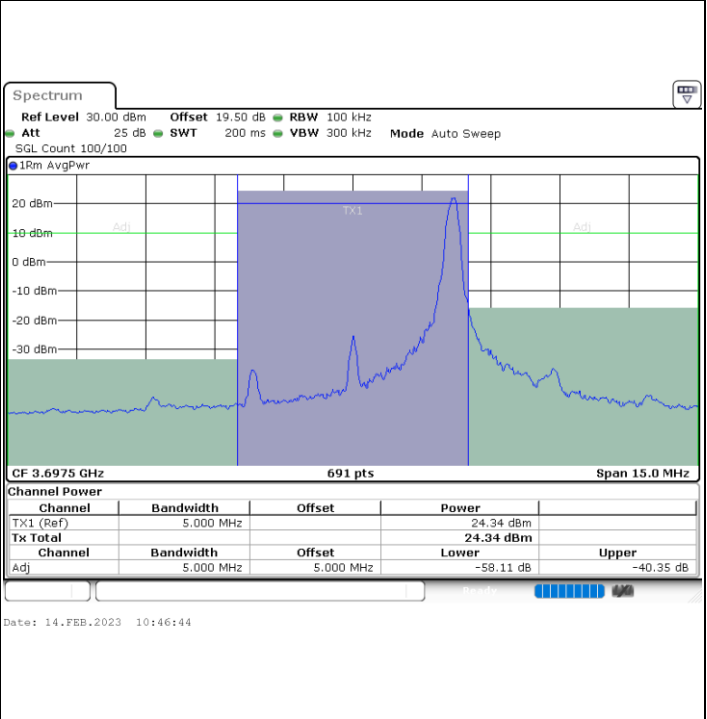 Spectrum
Ref Level 30.00 dBm Offset 19.50 dB RBW 100 kHz
Att 25 dB SWT 200 ms VBW 300 kHz Mode Auto Sweep
SGL Count 100/100
1Rm AvgPwr
20 dBm
TX1
Adj
Adj
10 dBm
0 dBm
-10 dBm
-20 dBm
-30 dBm
CF 3.6975 GHz 691 pts Span 15.0 MHz
Channel Power
Channel Bandwidth Offset Power
TX1 (Ref) 5.000 MHz 24.34 dBm
Tx Total 24.34 dBm
Channel Bandwidth Offset Lower Upper
Adj 5.000 MHz 5.000 MHz -58.11 dB -40.35 dB
Ready
Date: 14.FEB.2023 10:46:44